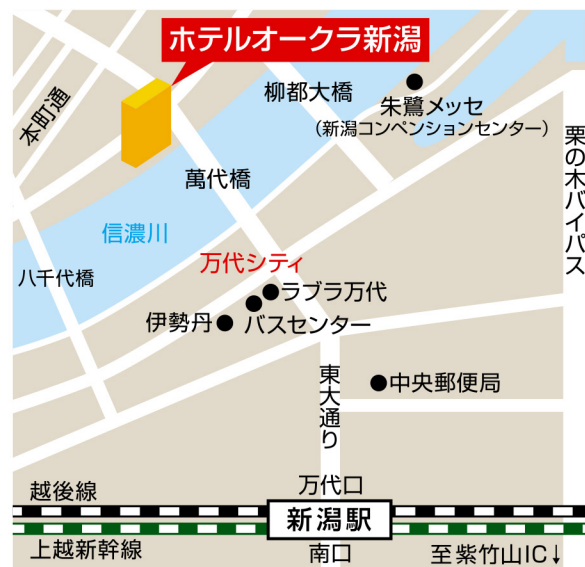 ホテルオークラ新潟
本町通
柳都大橋
朱鷺メッセ
(新潟コンペンションセンター)
栗の木バイパス
萬代橋
信濃川
八千代橋
万代シティ
ラブラ万代
バスセンター
伊勢丹
東大通り
中央郵便局
万代口
越後線
新潟駅
上越新幹線
南口
至紫竹山IC↓